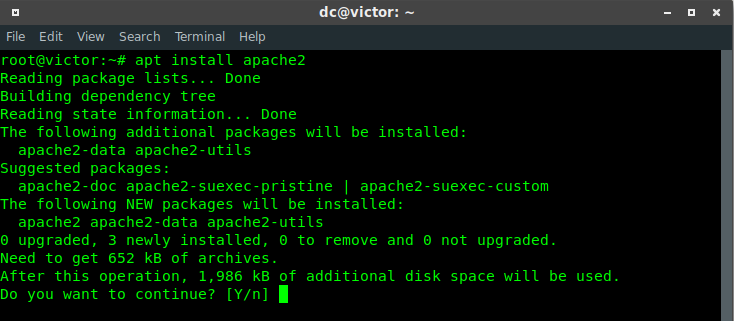 dc@victor: ~
File Edit View Search Terminal Help
root@victor:~# apt install apache2
Reading package lists... Done
Building dependency tree
Reading state information... Done
The following additional packages will be installed:
  apache2-data apache2-utils
Suggested packages:
  apache2-doc apache2-suexec-pristine | apache2-suexec-custom
The following NEW packages will be installed:
  apache2 apache2-data apache2-utils
0 upgraded, 3 newly installed, 0 to remove and 0 not upgraded.
Need to get 652 kB of archives.
After this operation, 1,986 kB of additional disk space will be used.
Do you want to continue? [Y/n]